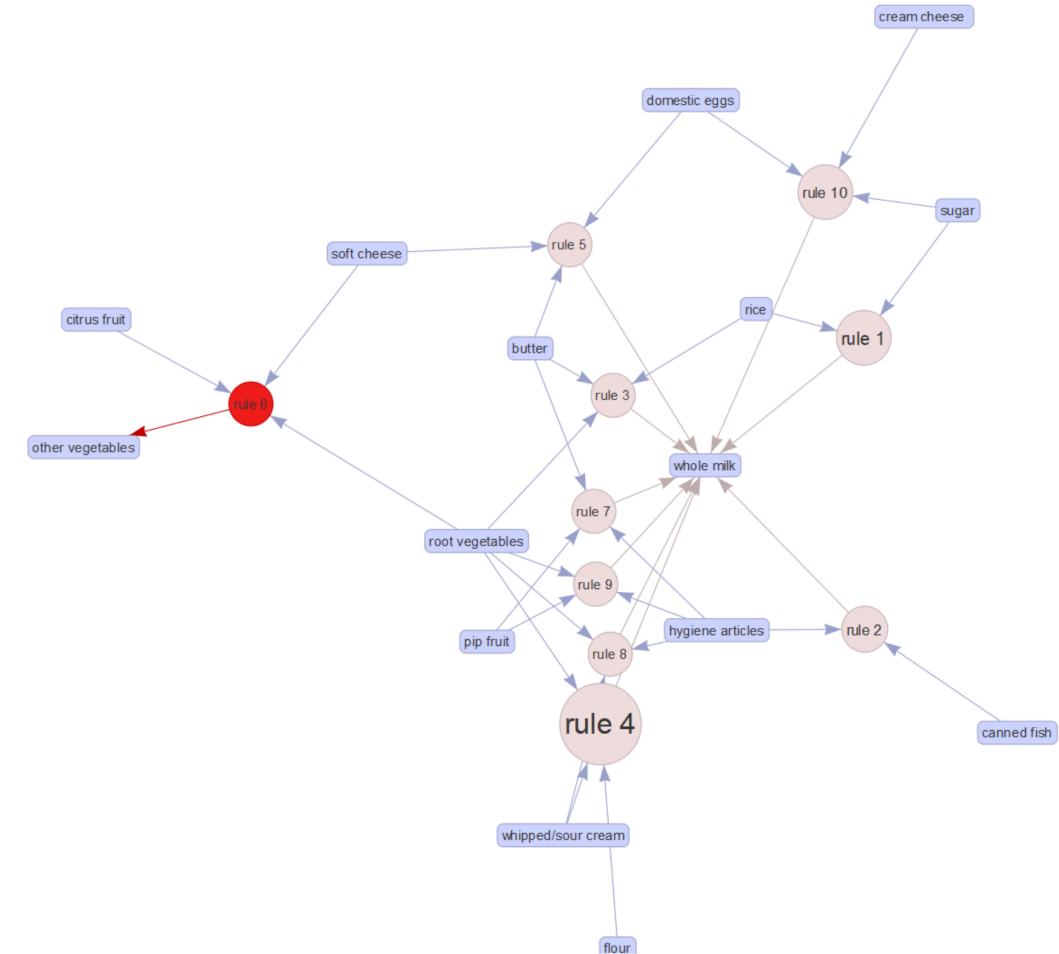 cream cheese
domestic eggs
rule 10
sugar
rule 5
soft cheese
rice
citrus fruit
rule 1
butter
rule 3
rule 6
other vegetables
whole milk
rule 7
root vegetables
rule 9
hygiene articles
rule 2
pip fruit
rule 8
rule 4
canned fish
whipped/sour cream
flour